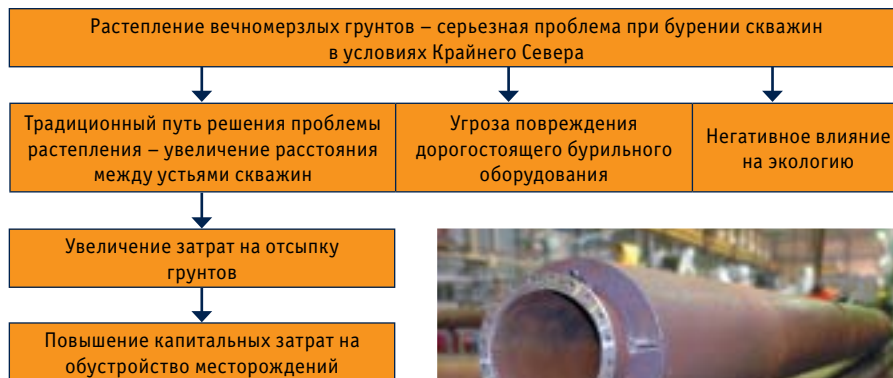 Растепление вечномерзлых грунтов – серьезная проблема при бурении скважин
в условиях Крайнего Севера
Традиционный путь решения проблемы
растепления – увеличение расстояния
между устьями скважин
Угроза повреждения
дорогостоящего бурильного
оборудования
Негативное влияние
на экологию
Увеличение затрат на отсыпку
грунтов
Повышение капитальных затрат на
обустройство месторождений